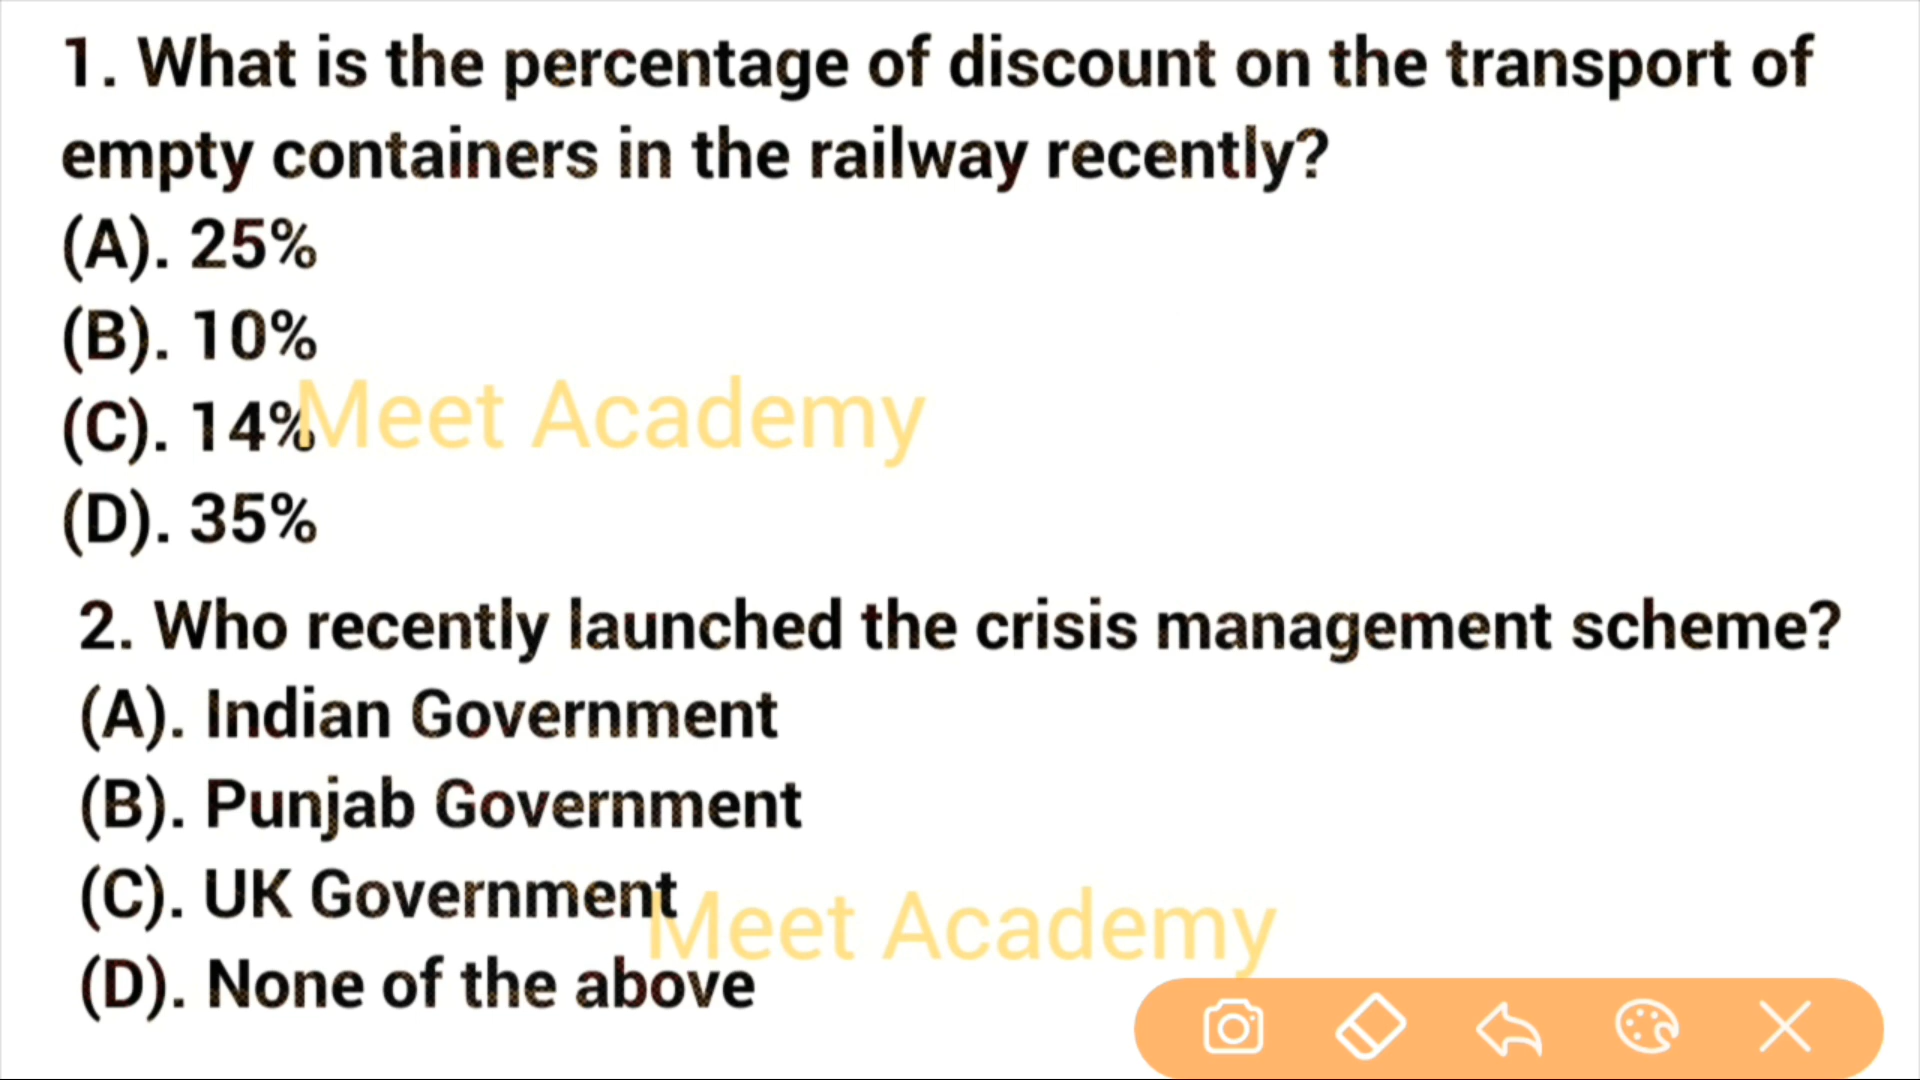 1. What is the percentage of discount on the transport of
empty containers in the railway recently?
(A). 25%
(B). 10%
(C). 14%
Meet Academy
(D). 35%
2. Who recently launched the crisis management scheme?
(A). Indian Government
(B). Punjab Government
(C). UK Government
Meet Academy
(D). None of the above